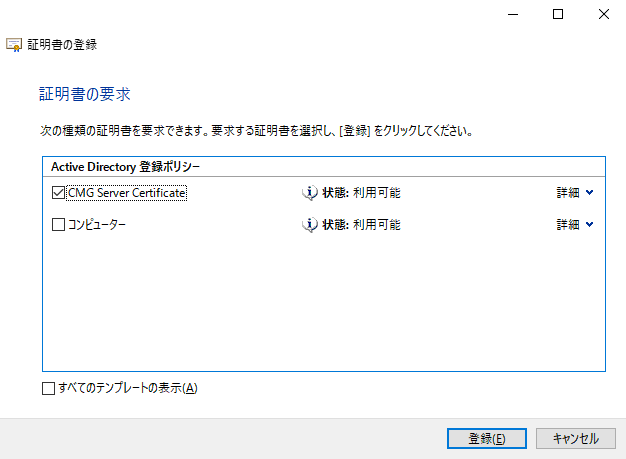 証明書の登録
証明書の要求
次の種類の証明書を要求できます。要求する証明書を選択し、[登録] をクリックしてください。
Active Directory 登録ポリシー
CMG Server Certificate 状態: 利用可能 詳細
コンピューター 状態: 利用可能 詳細
すべてのテンプレートの表示(A)
登録(E) キャンセル